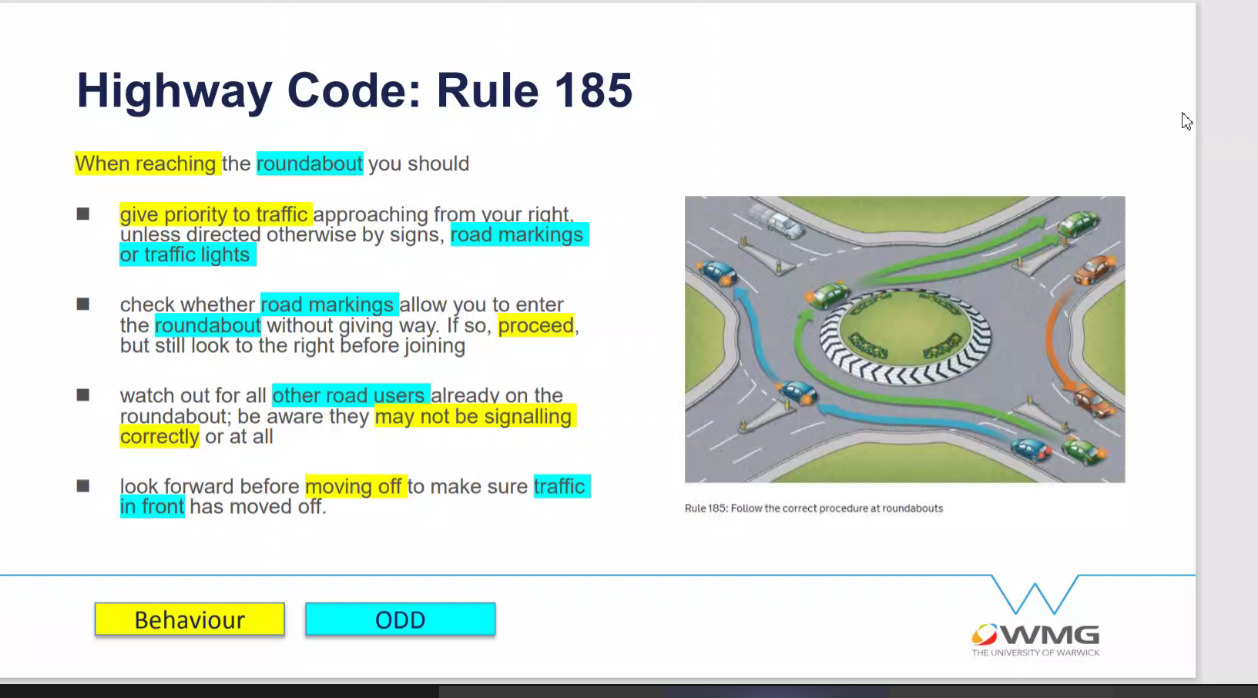 Highway Code: Rule 185
When reaching the roundabout you should
give priority to traffic approaching from your right.
unless directed otherwise by signs, road markings
or traffic lights
check whether road markings allow you to enter
the roundabout without giving way. If so, proceed,
but still look to the right before joining
watch out for all other road users already on the
roundabout; be aware they may not be signalling
correctly or at all
look forward before moving off to make sure traffic
in front has moved off.
Rule 185: Follow the correct procedure at roundabouts
Behaviour
ODD
WMG
THE UNIVERSITY OF WARWICK